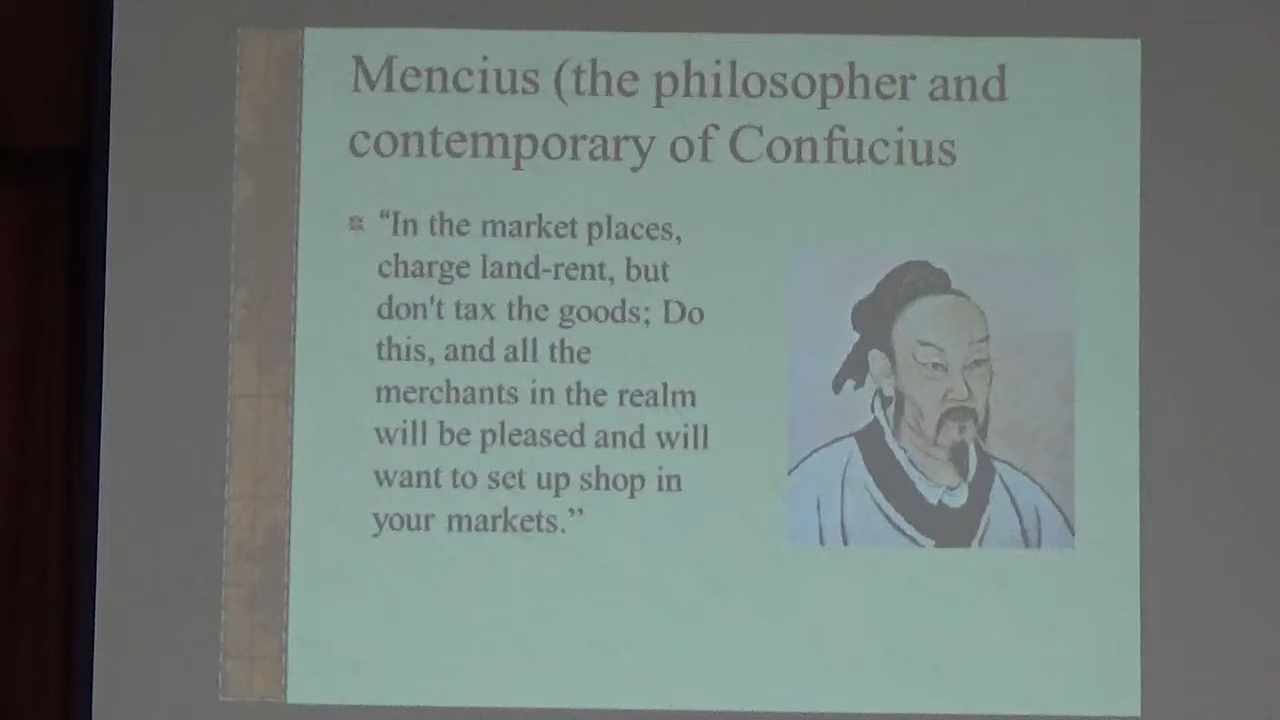 Mencius (the philosopher and
contemporary of Confucius
“In the market places,
charge land-rent, but
don't tax the goods; Do
this, and all the
merchants in the realm
will be pleased and will
want to set up shop in
your markets.”